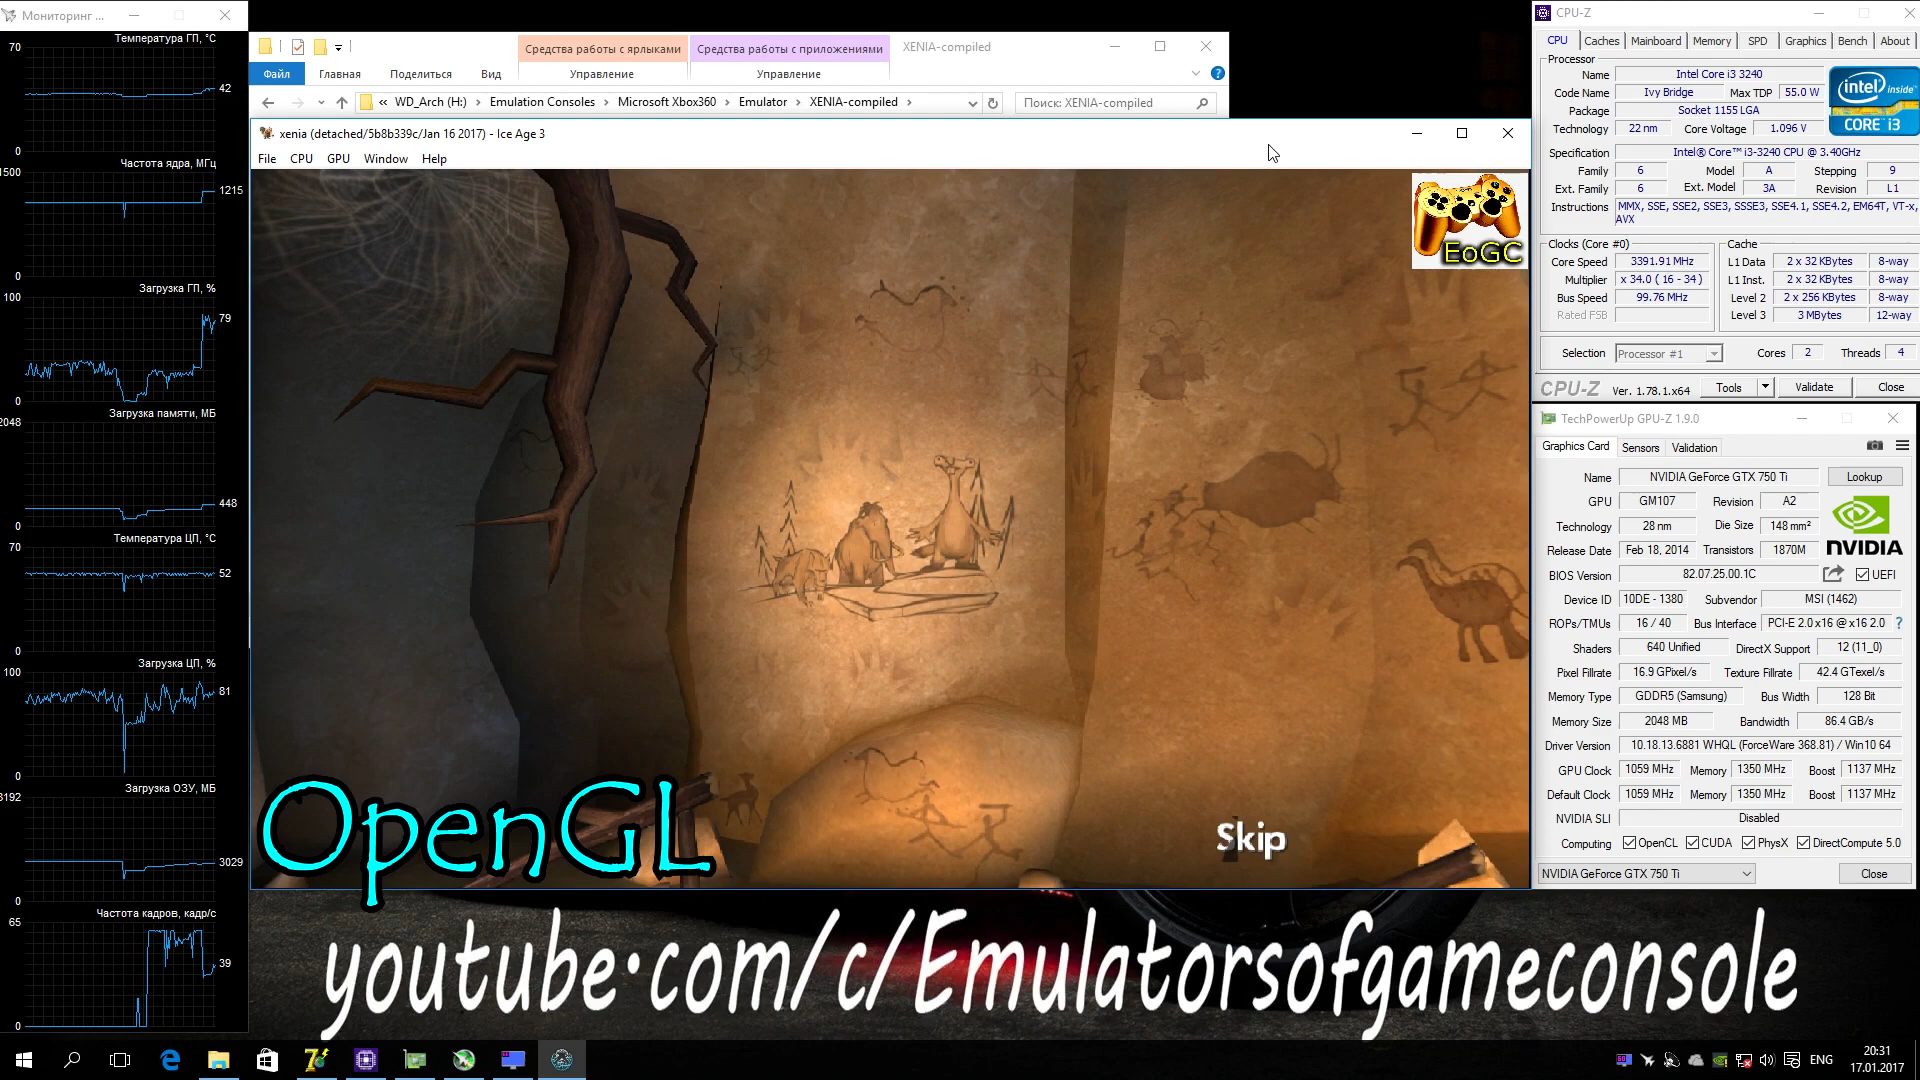 Мониторинг ...
Температура ГП, °C
70
42
0
Частота ядра, МГц
1500
1215
0
Загрузка ГП, %
100
79
0
Загрузка памяти, МБ
2048
448
0
Температура ЦП, °C
70
52
0
Загрузка ЦП, %
100
81
0
Загрузка ОЗУ, МБ
8192
3029
0
Частота кадров, кадр/с
65
39
0
Средства работы с ярлыками
Средства работы с приложениями
XENIA-compiled
Файл Главная Поделиться Вид Управление Управление
« WD_Arch (H:) › Emulation Consoles › Microsoft Xbox360 › Emulator › XENIA-compiled ›
Поиск: XENIA-compiled
xenia (detached/5b8b339c/Jan 16 2017) - Ice Age 3
File CPU GPU Window Help
EoGC
Skip
OpenGL
youtube.com/c/Emulatorsofgameconsole
CPU-Z
CPU Caches Mainboard Memory SPD Graphics Bench About
Processor
Name Intel Core i3 3240
Code Name Ivy Bridge Max TDP 55.0 W
Package Socket 1155 LGA
Technology 22 nm Core Voltage 1.096 V
intel inside™
CORE i3
Specification Intel® Core™ i3-3240 CPU @ 3.40GHz
Family 6 Model A Stepping 9
Ext. Family 6 Ext. Model 3A Revision L1
Instructions MMX, SSE, SSE2, SSE3, SSSE3, SSE4.1, SSE4.2, EM64T, VT-x,
AVX
Clocks (Core #0)
Core Speed 3391.91 MHz
Multiplier x 34.0 ( 16 - 34 )
Bus Speed 99.76 MHz
Rated FSB
Cache
L1 Data 2 x 32 KBytes 8-way
L1 Inst. 2 x 32 KBytes 8-way
Level 2 2 x 256 KBytes 8-way
Level 3 3 MBytes 12-way
Selection Processor #1 Cores 2 Threads 4
CPU-Z Ver. 1.78.1.x64 Tools Validate Close
TechPowerUp GPU-Z 1.9.0
Graphics Card Sensors Validation
Name NVIDIA GeForce GTX 750 Ti Lookup
GPU GM107 Revision A2
Technology 28 nm Die Size 148 mm²
Release Date Feb 18, 2014 Transistors 1870M
NVIDIA
BIOS Version 82.07.25.00.1C UEFI
Device ID 10DE - 1380 Subvendor MSI (1462)
ROPs/TMUs 16 / 40 Bus Interface PCI-E 2.0 x16 @ x16 2.0 ?
Shaders 640 Unified DirectX Support 12 (11_0)
Pixel Fillrate 16.9 GPixel/s Texture Fillrate 42.4 GTexel/s
Memory Type GDDR5 (Samsung) Bus Width 128 Bit
Memory Size 2048 MB Bandwidth 86.4 GB/s
Driver Version 10.18.13.6881 WHQL (ForceWare 368.81) / Win10 64
GPU Clock 1059 MHz Memory 1350 MHz Boost 1137 MHz
Default Clock 1059 MHz Memory 1350 MHz Boost 1137 MHz
NVIDIA SLI Disabled
Computing OpenCL CUDA PhysX DirectCompute 5.0
NVIDIA GeForce GTX 750 Ti Close
ENG
20:31
17.01.2017